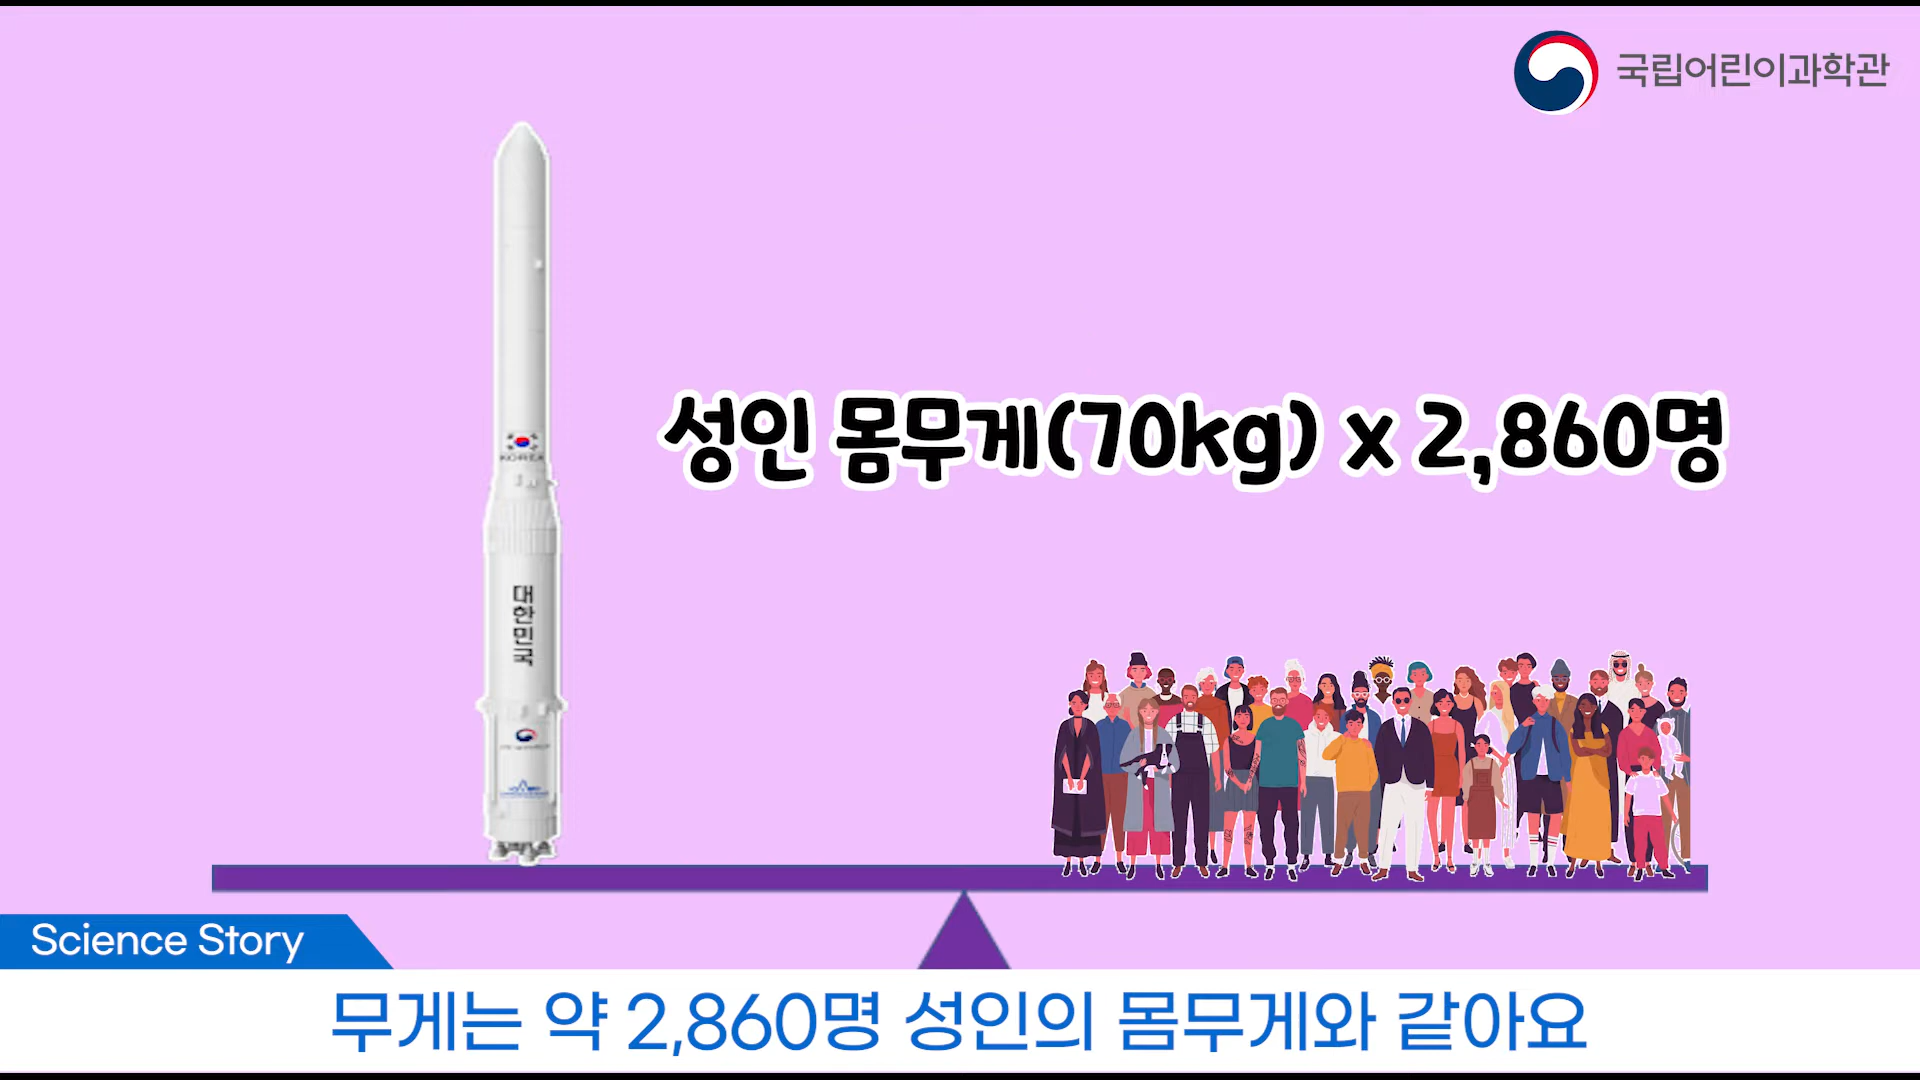 국립어린이과학관
성인 몸무게(70kg) x 2,860명
KOREA
대한민국
Science Story
무게는 약 2,860명 성인의 몸무게와 같아요